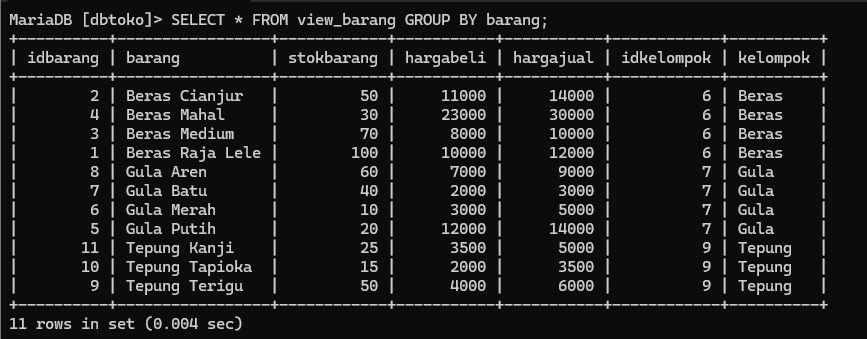 MariaDB [dbtoko]> SELECT * FROM view_barang GROUP BY barang;
+----------+-----------------+------------+-----------+-----------+------------+----------+
| idbarang | barang          | stokbarang | hargabeli | hargajual | idkelompok | kelompok |
+----------+-----------------+------------+-----------+-----------+------------+----------+
|        2 | Beras Cianjur   |         50 |     11000 |     14000 |          6 | Beras    |
|        4 | Beras Mahal     |         30 |     23000 |     30000 |          6 | Beras    |
|        3 | Beras Medium    |         70 |      8000 |     10000 |          6 | Beras    |
|        1 | Beras Raja Lele |        100 |     10000 |     12000 |          6 | Beras    |
|        8 | Gula Aren       |         60 |      7000 |      9000 |          7 | Gula     |
|        7 | Gula Batu       |         40 |      2000 |      3000 |          7 | Gula     |
|        6 | Gula Merah      |         10 |      3000 |      5000 |          7 | Gula     |
|        5 | Gula Putih      |         20 |     12000 |     14000 |          7 | Gula     |
|       11 | Tepung Kanji    |         25 |      3500 |      5000 |          9 | Tepung   |
|       10 | Tepung Tapioka  |         15 |      2000 |      3500 |          9 | Tepung   |
|        9 | Tepung Terigu   |         50 |      4000 |      6000 |          9 | Tepung   |
+----------+-----------------+------------+-----------+-----------+------------+----------+
11 rows in set (0.004 sec)